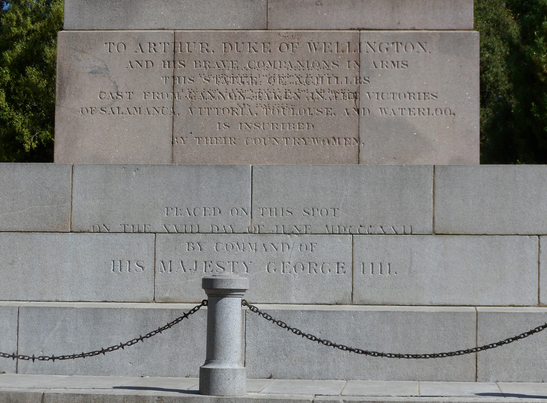 TO ARTHUR, DUKE OF WELLINGTON,
AND HIS BRAVE COMPANIONS IN ARMS
THIS STATUE OF ACHILLES
CAST FROM CANNON TAKEN IN THE VICTORIES
OF SALAMANCA, VITTORIA, TOULOUSE, AND WATERLOO,
IS INSCRIBED
BY THEIR COUNTRYWOMEN.
PLACED ON THIS SPOT
ON THE XVIII DAY OF JUNE MDCCCXXII
BY COMMAND OF
HIS MAJESTY GEORGE IIII.